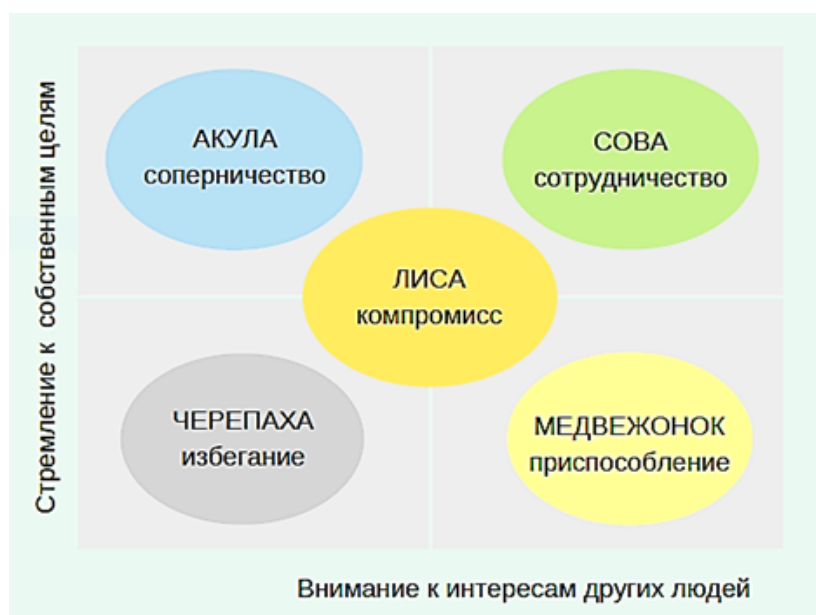 Стремление к собственным целям
АКУЛА
соперничество
СОВА
сотрудничество
ЛИСА
компромисс
ЧЕРЕПАХА
избегание
МЕДВЕЖОНОК
приспособление
Внимание к интересам других людей